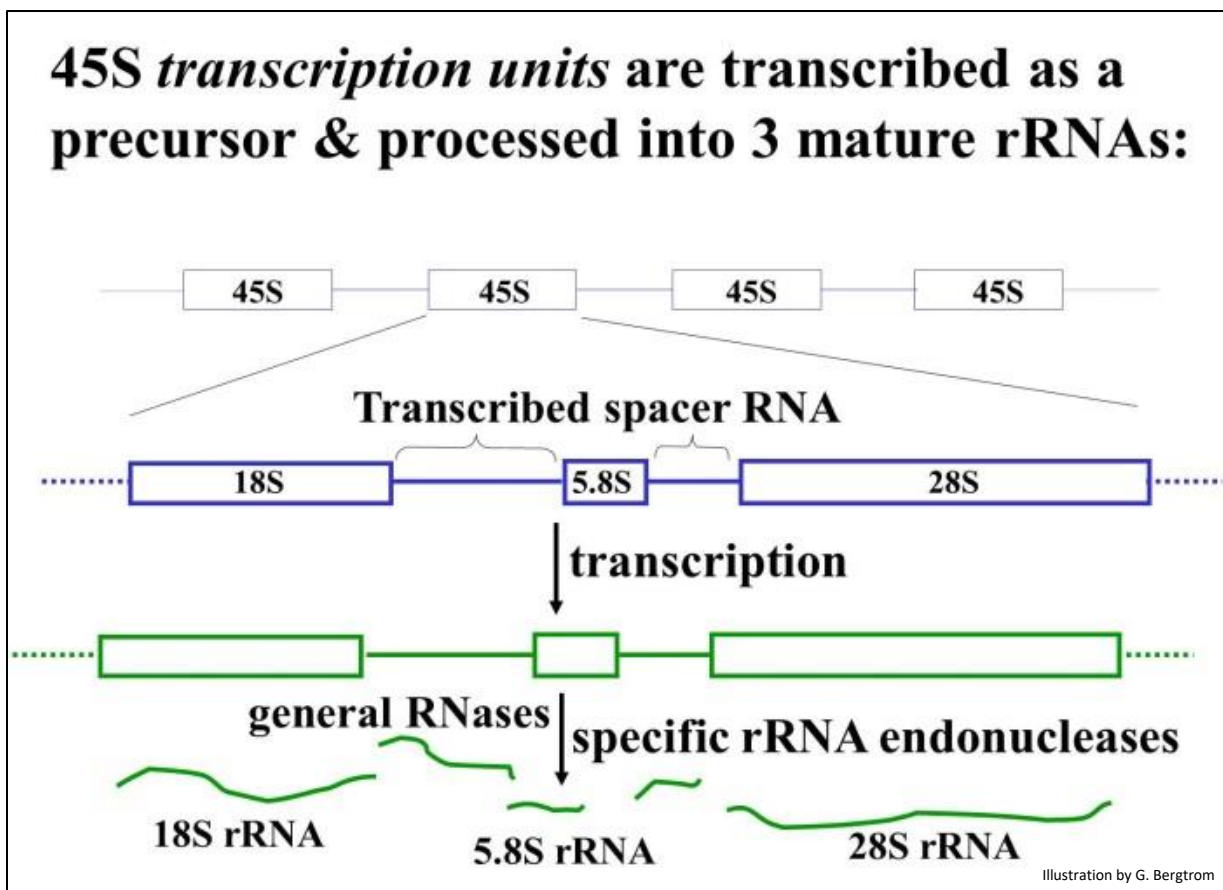 45S transcription units are transcribed as a
precursor & processed into 3 mature rRNAs:
45S 45S 45S 45S
Transcribed spacer RNA
18S 5.8S 28S
transcription
general RNases
specific rRNA endonucleases
18S rRNA 5.8S rRNA 28S rRNA
Illustration by G. Bergtrom